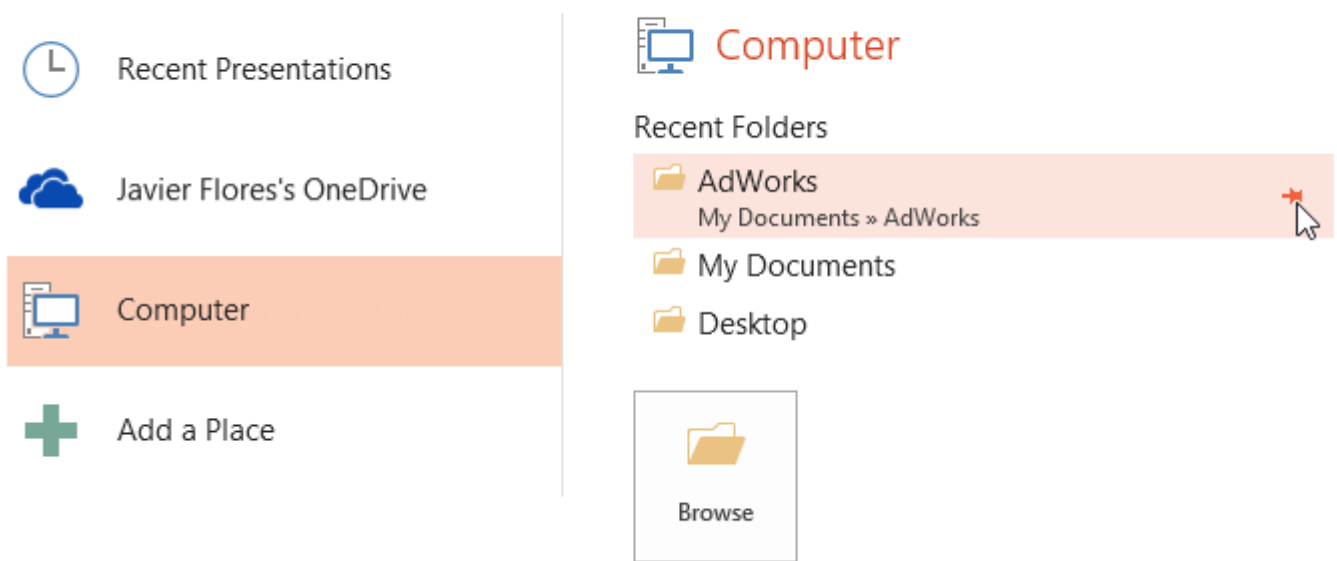 Recent Presentations
Javier Flores's OneDrive
Computer
Add a Place
Computer
Recent Folders
AdWorks
My Documents » AdWorks
My Documents
Desktop
Browse